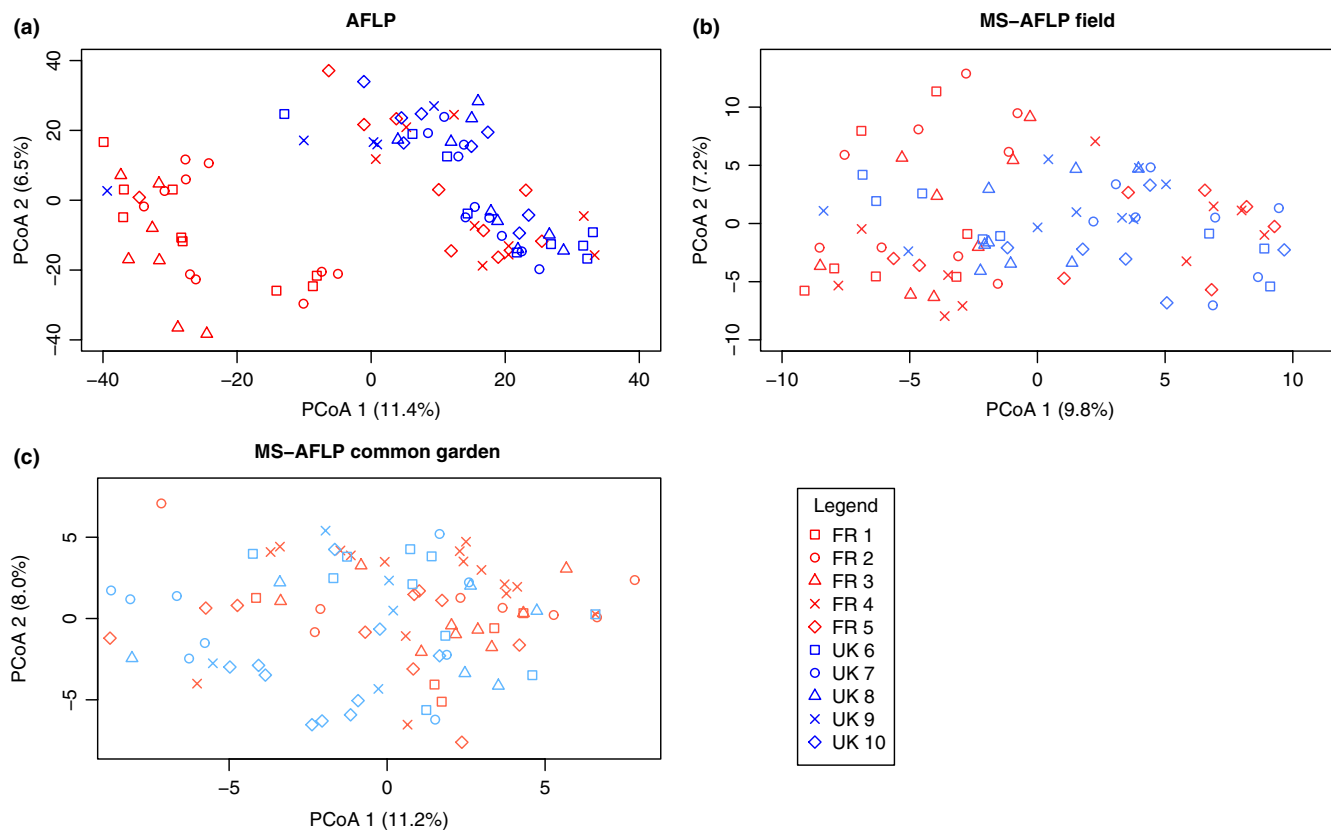 (a)
AFLP
40
20
0
−20
−40
PCoA 2 (6.5%)
−40
−20
0
20
40
PCoA 1 (11.4%)
(b)
MS−AFLP field
10
5
0
−5
−10
PCoA 2 (7.2%)
−10
−5
0
5
10
PCoA 1 (9.8%)
(c)
MS−AFLP common garden
5
0
−5
PCoA 2 (8.0%)
−5
0
5
PCoA 1 (11.2%)
Legend
FR 1
FR 2
FR 3
FR 4
FR 5
UK 6
UK 7
UK 8
UK 9
UK 10